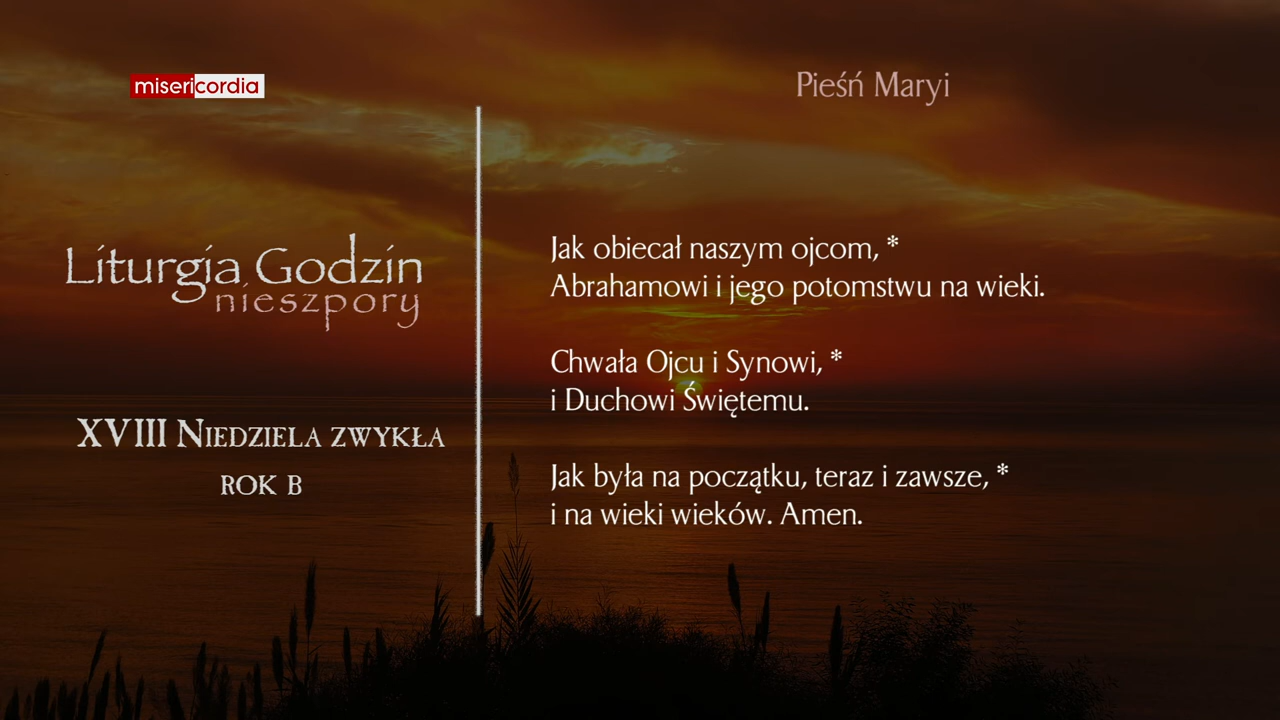 misericordia
Pieśń Maryi
Liturgia Godzin
nieszpory
XVIII Niedziela zwykła
rok B
Jak obiecał naszym ojcom, *
Abrahamowi i jego potomstwu na wieki.
Chwała Ojcu i Synowi, *
i Duchowi Świętemu.
Jak była na początku, teraz i zawsze, *
i na wieki wieków. Amen.